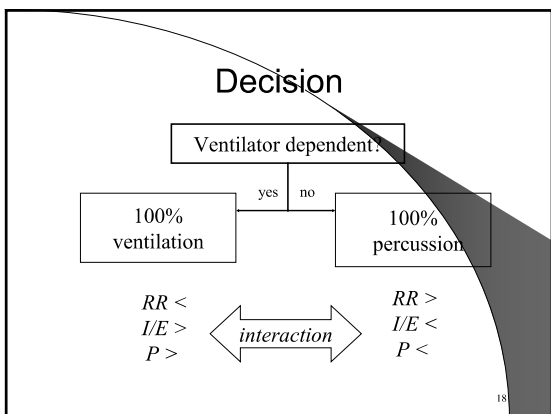 Decision
Ventilator dependent?
yes no
100%
ventilation
100%
percussion
RR <
I/E >
P >
interaction
RR >
I/E <
P <
18